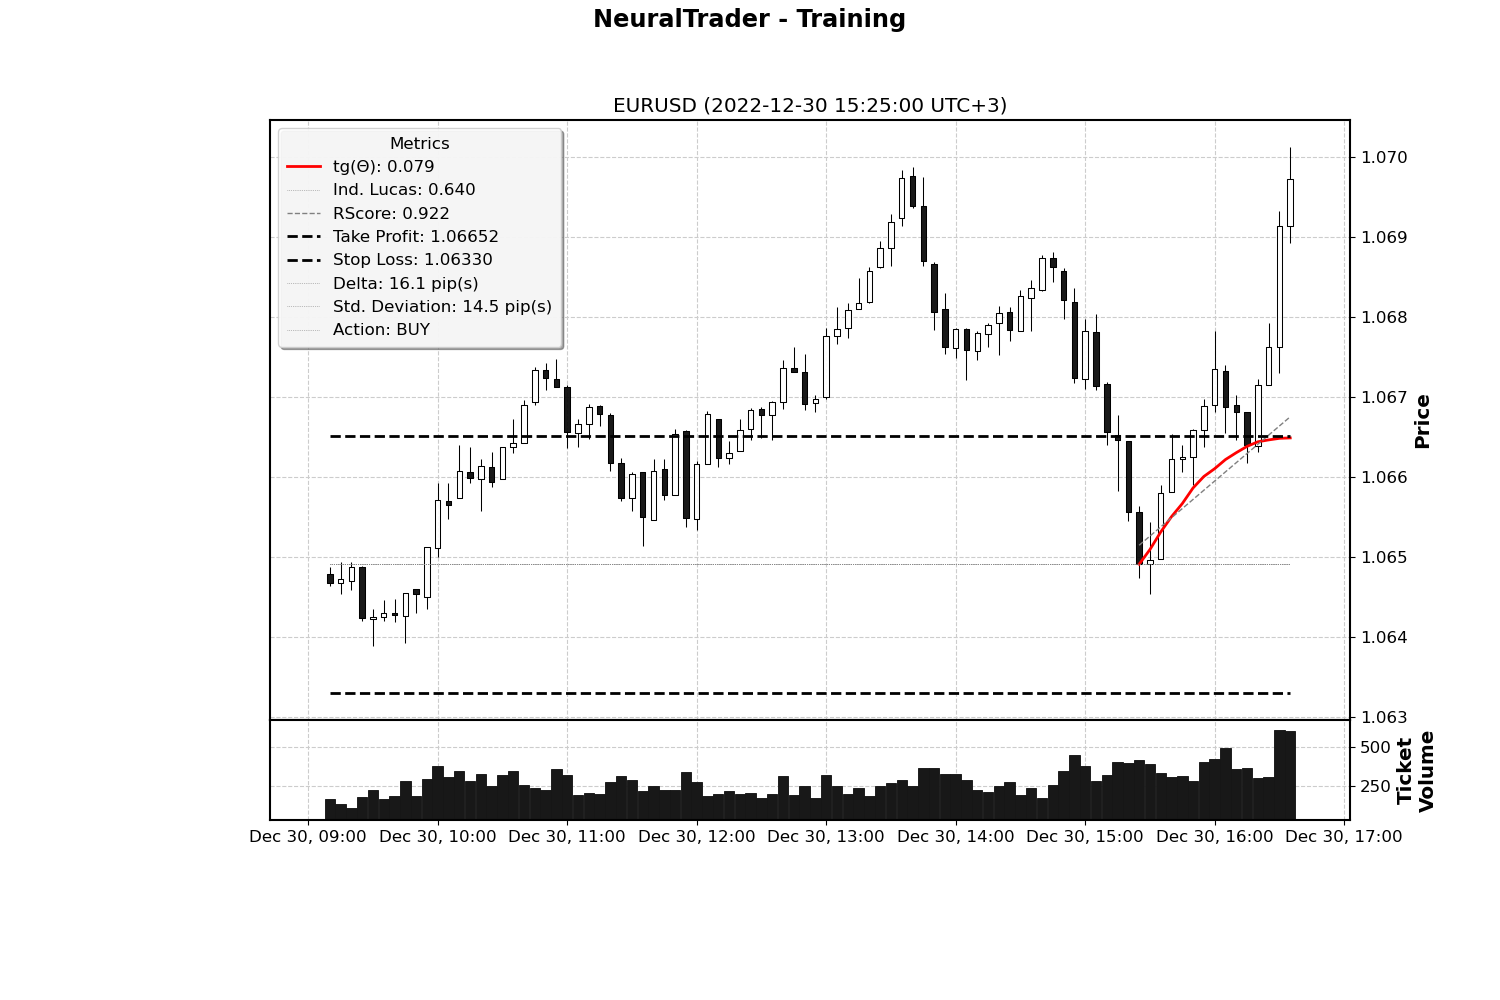 NeuralTrader - Training
EURUSD (2022-12-30 15:25:00 UTC+3)
Metrics
tg(Θ): 0.079
Ind. Lucas: 0.640
RScore: 0.922
Take Profit: 1.06652
Stop Loss: 1.06330
Delta: 16.1 pip(s)
Std. Deviation: 14.5 pip(s)
Action: BUY
1.070
1.069
1.068
1.067
1.066
1.065
1.064
1.063
Price
500
250
Ticket
Volume
Dec 30, 09:00
Dec 30, 10:00
Dec 30, 11:00
Dec 30, 12:00
Dec 30, 13:00
Dec 30, 14:00
Dec 30, 15:00
Dec 30, 16:00
Dec 30, 17:00